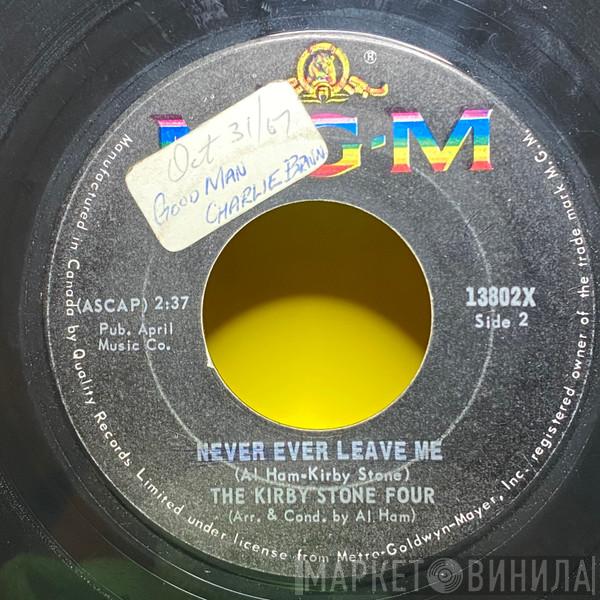 M·G·M
®
Oct 31/67
GOOD MAN
CHARLIE BROWN
(ASCAP) 2:37
Pub. April
Music Co.
13802X
Side 2
NEVER EVER LEAVE ME
(Al Ham-Kirby Stone)
THE KIRBY STONE FOUR
(Arr. & Cond. by Al Ham)
Manufactured in Canada by Quality Records Limited under license from Metro-Goldwyn-Mayer, Inc., registered owner of the trade mark M.G.M.
МАРКЕТ ВИНИЛА